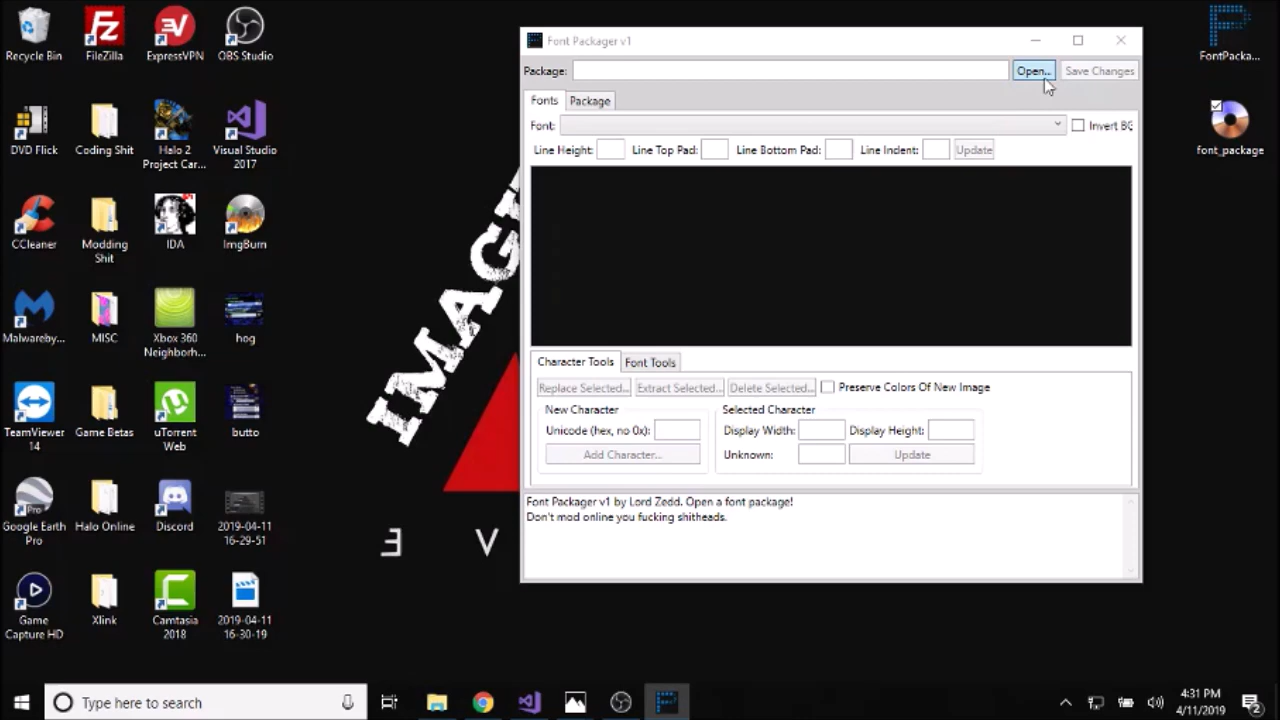 Recycle Bin
FileZilla
ExpressVPN
OBS Studio
DVD Flick
Coding Shit
Halo 2
Project Car...
Visual Studio
2017
CCleaner
Modding
Shit
IDA
ImgBurn
Malwareby...
MISC
Xbox 360
Neighborh...
hog
TeamViewer
14
Game Betas
uTorrent
Web
butto
Google Earth
Pro
Halo Online
Discord
2019-04-11
16-29-51
Game
Capture HD
Xlink
Camtasia
2018
2019-04-11
16-30-19
IMAG
Font Packager v1
Package:
Open...
Save Changes
Fonts
Package
Font:
Invert BG
Line Height:
Line Top Pad:
Line Bottom Pad:
Line Indent:
Update
Character Tools
Font Tools
Replace Selected...
Extract Selected...
Delete Selected...
Preserve Colors Of New Image
New Character
Unicode (hex, no 0x):
Add Character...
Selected Character
Display Width:
Display Height:
Unknown:
Update
Font Packager v1 by Lord Zedd. Open a font package!
Don't mod online you fucking shitheads.
FontPacka...
font_package
Type here to search
4:31 PM
4/11/2019
2